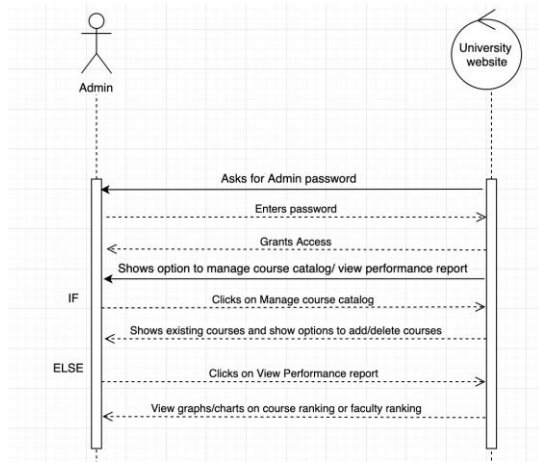 University
website
Admin
Asks for Admin password
Enters password
Grants Access
Shows option to manage course catalog/ view performance report
IF
Clicks on Manage course catalog
Shows existing courses and show options to add/delete courses
ELSE
Clicks on View Performance report
View graphs/charts on course ranking or faculty ranking